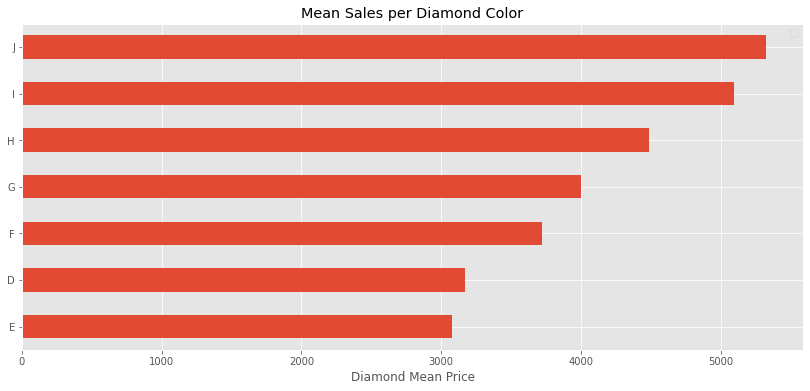 Mean Sales per Diamond Color
J
I
H
G
F
D
E
0 1000 2000 3000 4000 5000
Diamond Mean Price